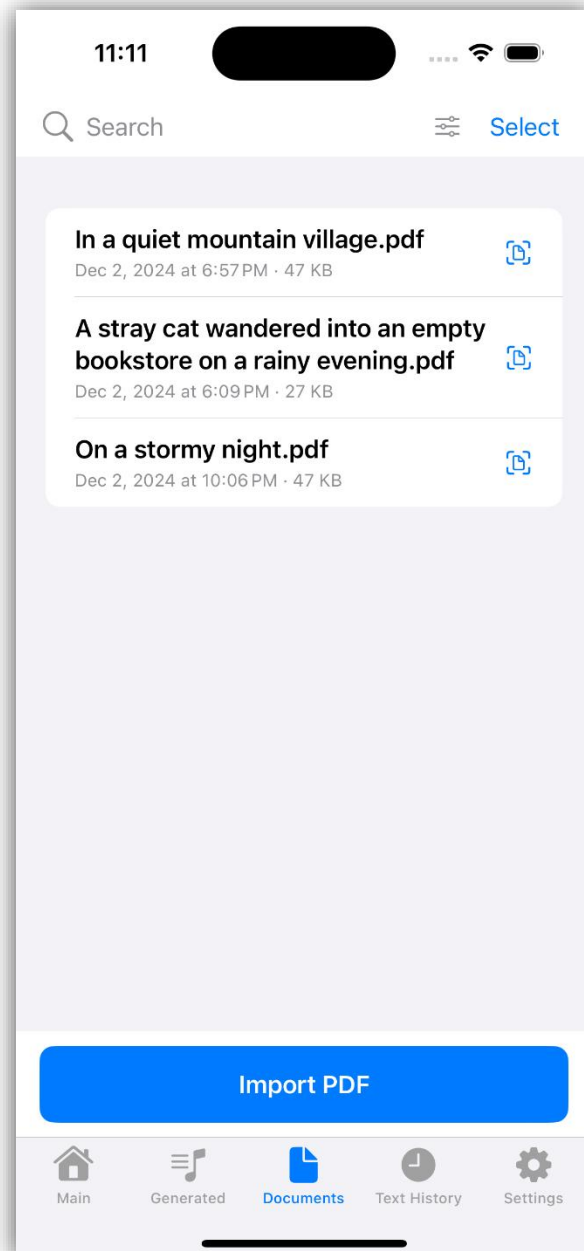 11:11
Search
Select
In a quiet mountain village.pdf
Dec 2, 2024 at 6:57 PM · 47 KB
A stray cat wandered into an empty
bookstore on a rainy evening.pdf
Dec 2, 2024 at 6:09 PM · 27 KB
On a stormy night.pdf
Dec 2, 2024 at 10:06 PM · 47 KB
Import PDF
Main
Generated
Documents
Text History
Settings